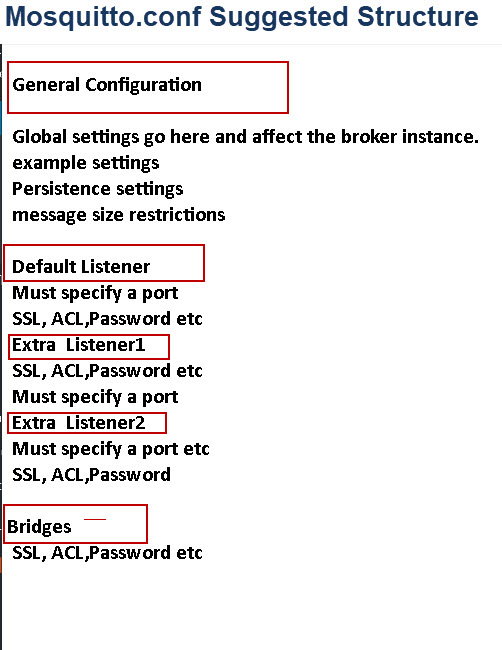 Mosquitto.conf Suggested Structure
General Configuration
Global settings go here and affect the broker instance.
example settings
Persistence settings
message size restrictions
Default Listener
Must specify a port
SSL, ACL,Password etc
Extra  Listener1
SSL, ACL,Password etc
Must specify a port
Extra  Listener2
Must specify a port etc
SSL, ACL,Password
Bridges
SSL, ACL,Password etc